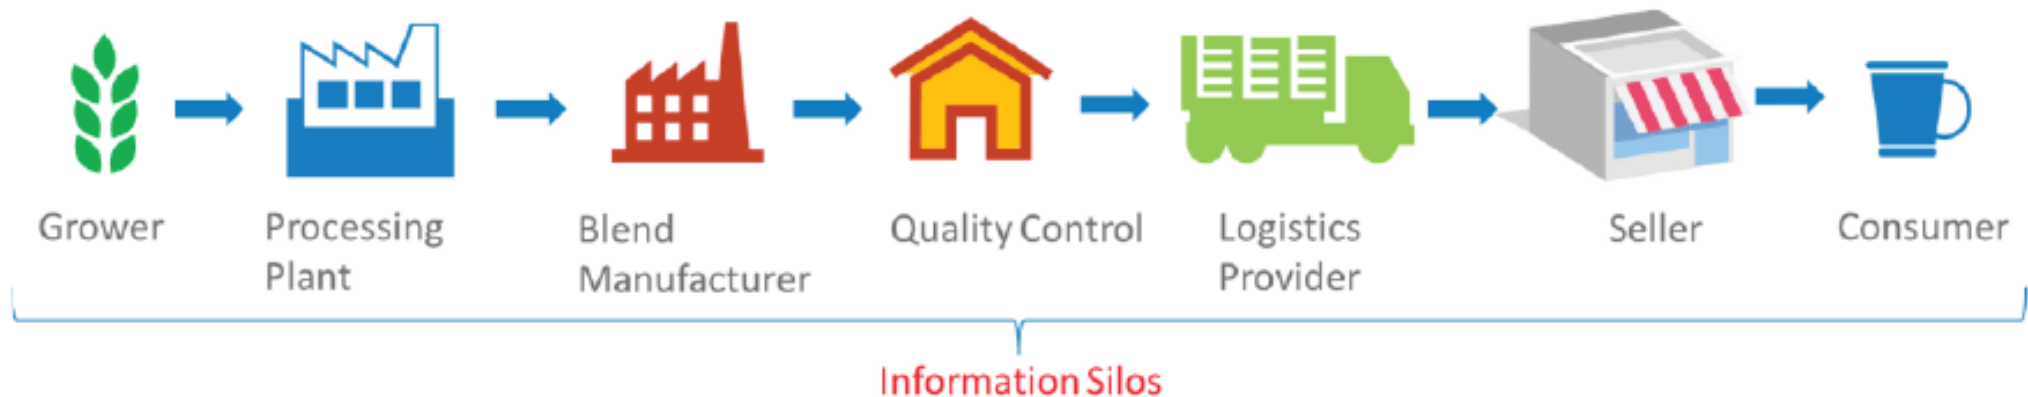 Grower
Processing
Plant
Blend
Manufacturer
Quality Control
Logistics
Provider
Seller
Consumer
Information Silos